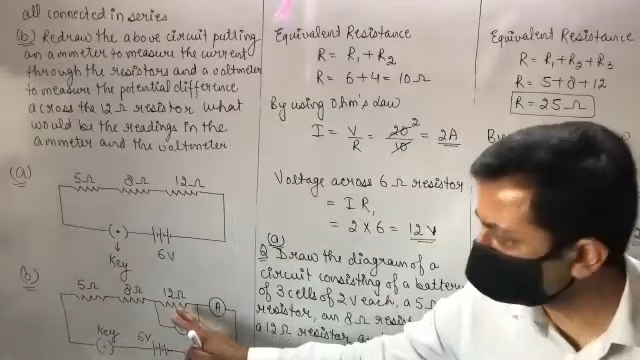 all connected in series
(b) Redraw the above circuit putting
an ammeter to measure the current
through the resistors and a voltmeter
to measure the potential difference
across the 12Ω resistor. What
would be the readings in the
ammeter and the voltmeter.
(a)
5Ω 8Ω 12Ω
(•)
Key
6V
(b)
5Ω 8Ω 12Ω
A
Key
6V
(•)
Equivalent Resistance
R = R₁ + R₂
R = 6 + 4 = 10 Ω
By using Ohm's Law
I = V/R = 20/10 2 = 2A
Voltage across 6 Ω resistor
= I R₁
= 2 × 6 = 12 V
(a)
Q Draw the diagram of a
circuit consisting of a
of 3 cells of 2V each, a 5
resistor, an 8Ω
a 12Ω resistor
Equivalent Resistance
R = R₁ + R₂ + R₃
R = 5 + 8 + 12
R = 25 Ω